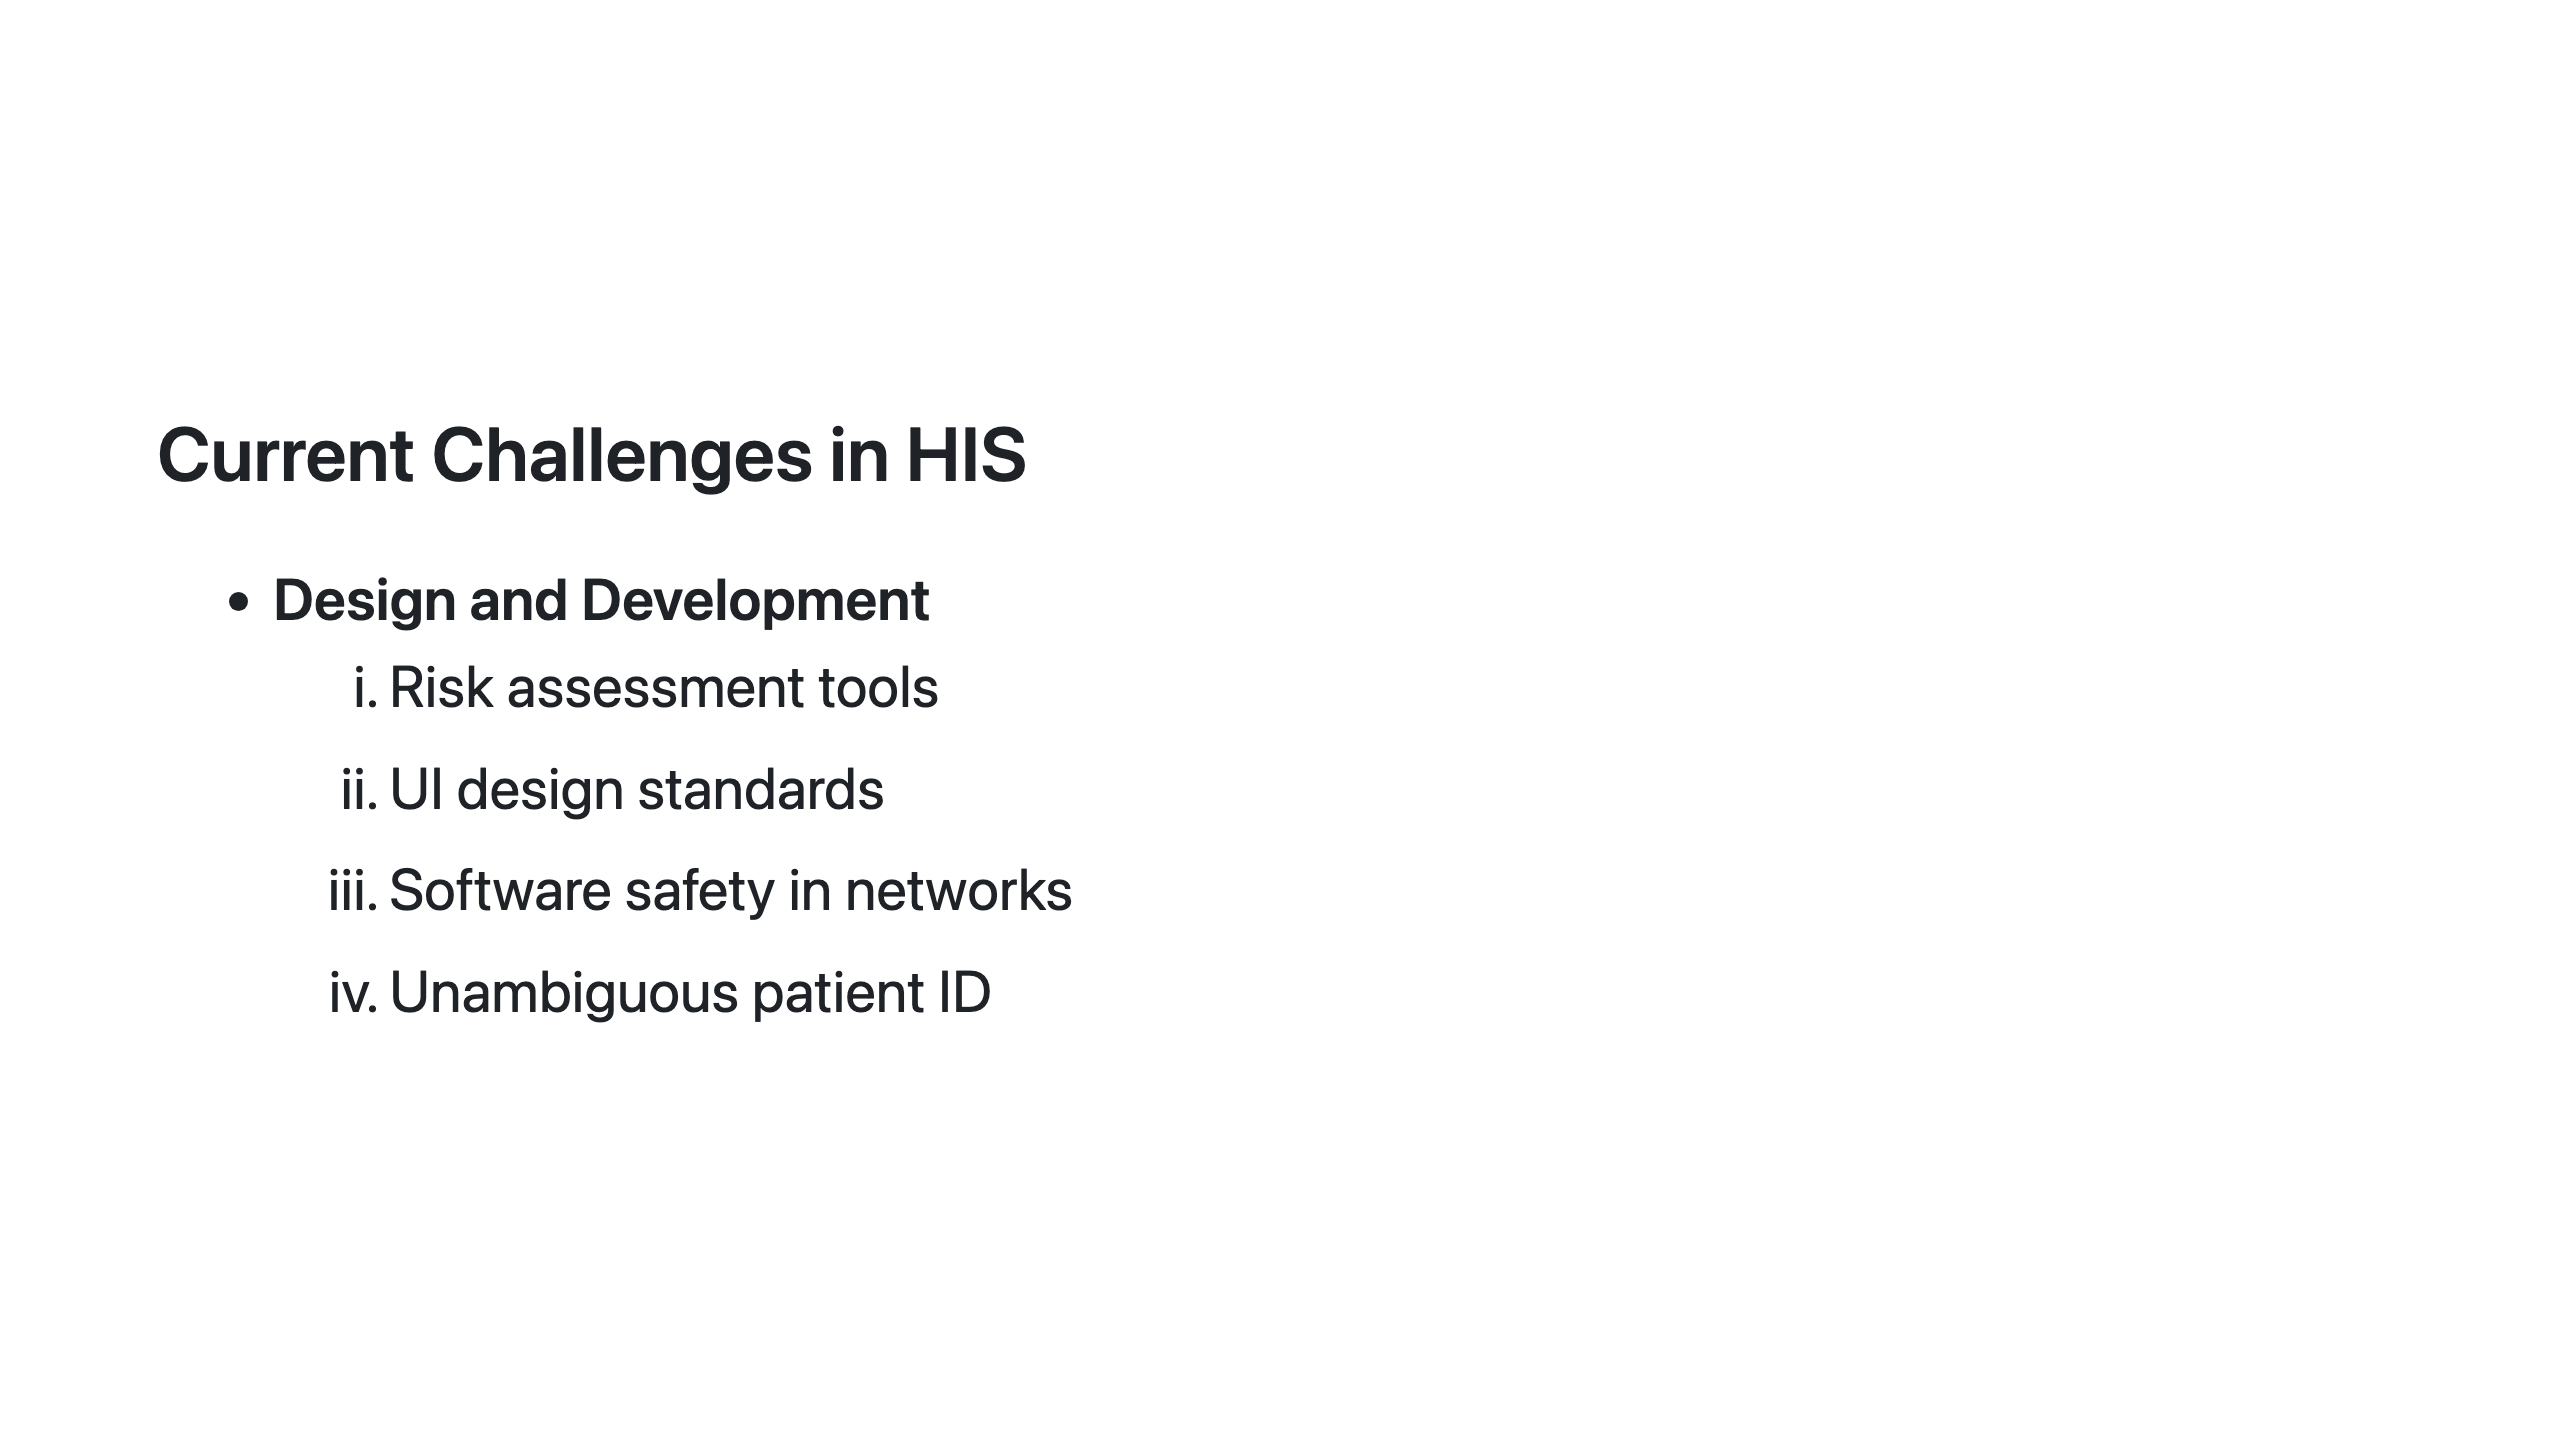 Current Challenges in HIS
• Design and Development
i. Risk assessment tools
ii. UI design standards
iii. Software safety in networks
iv. Unambiguous patient ID